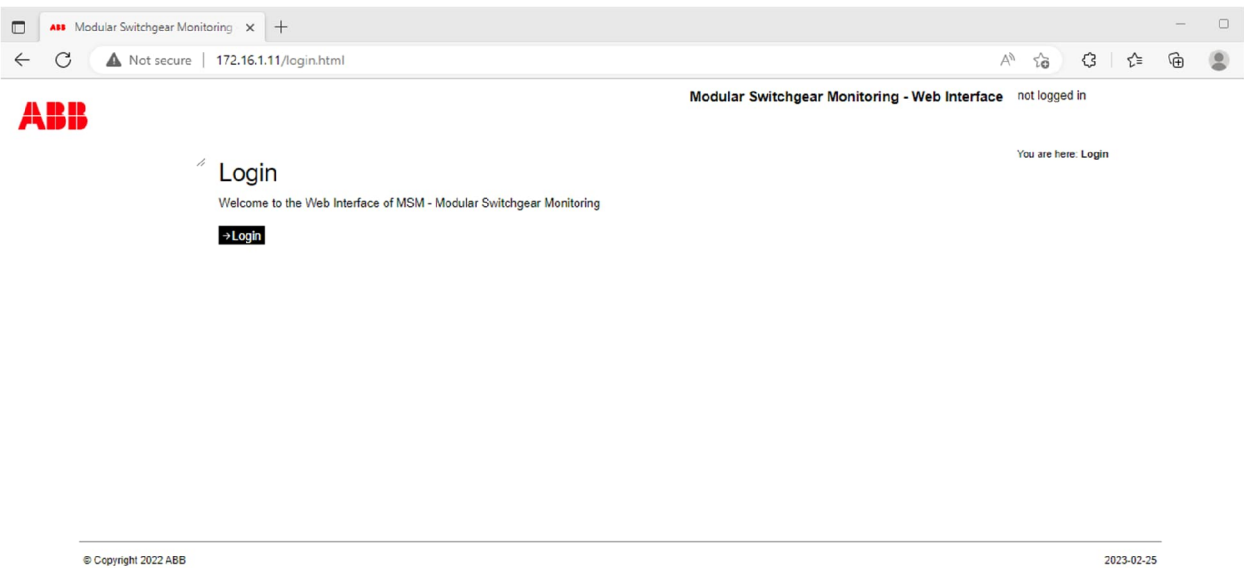 ABB Modular Switchgear Monitoring
Not secure | 172.16.1.11/login.html
ABB
Modular Switchgear Monitoring - Web Interface not logged in
You are here: Login
Login
Welcome to the Web Interface of MSM - Modular Switchgear Monitoring
→Login
© Copyright 2022 ABB
2023-02-25